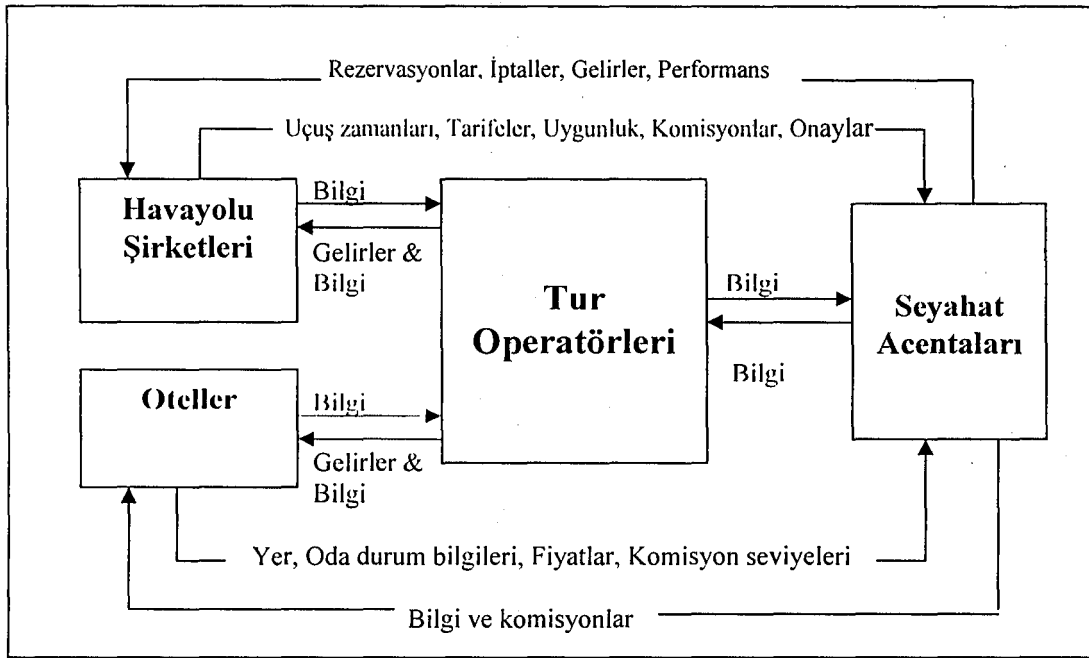 Rezervasyonlar, İptaller, Gelirler, Performans
Uçuş zamanları, Tarifeler, Uygunluk, Komisyonlar, Onaylar
Havayolu
Şirketleri
Bilgi
Gelirler &
Bilgi
Tur
Operatörleri
Bilgi
Bilgi
Seyahat
Acentaları
Oteller
Bilgi
Gelirler &
Bilgi
Yer, Oda durum bilgileri, Fiyatlar, Komisyon seviyeleri
Bilgi ve komisyonlar